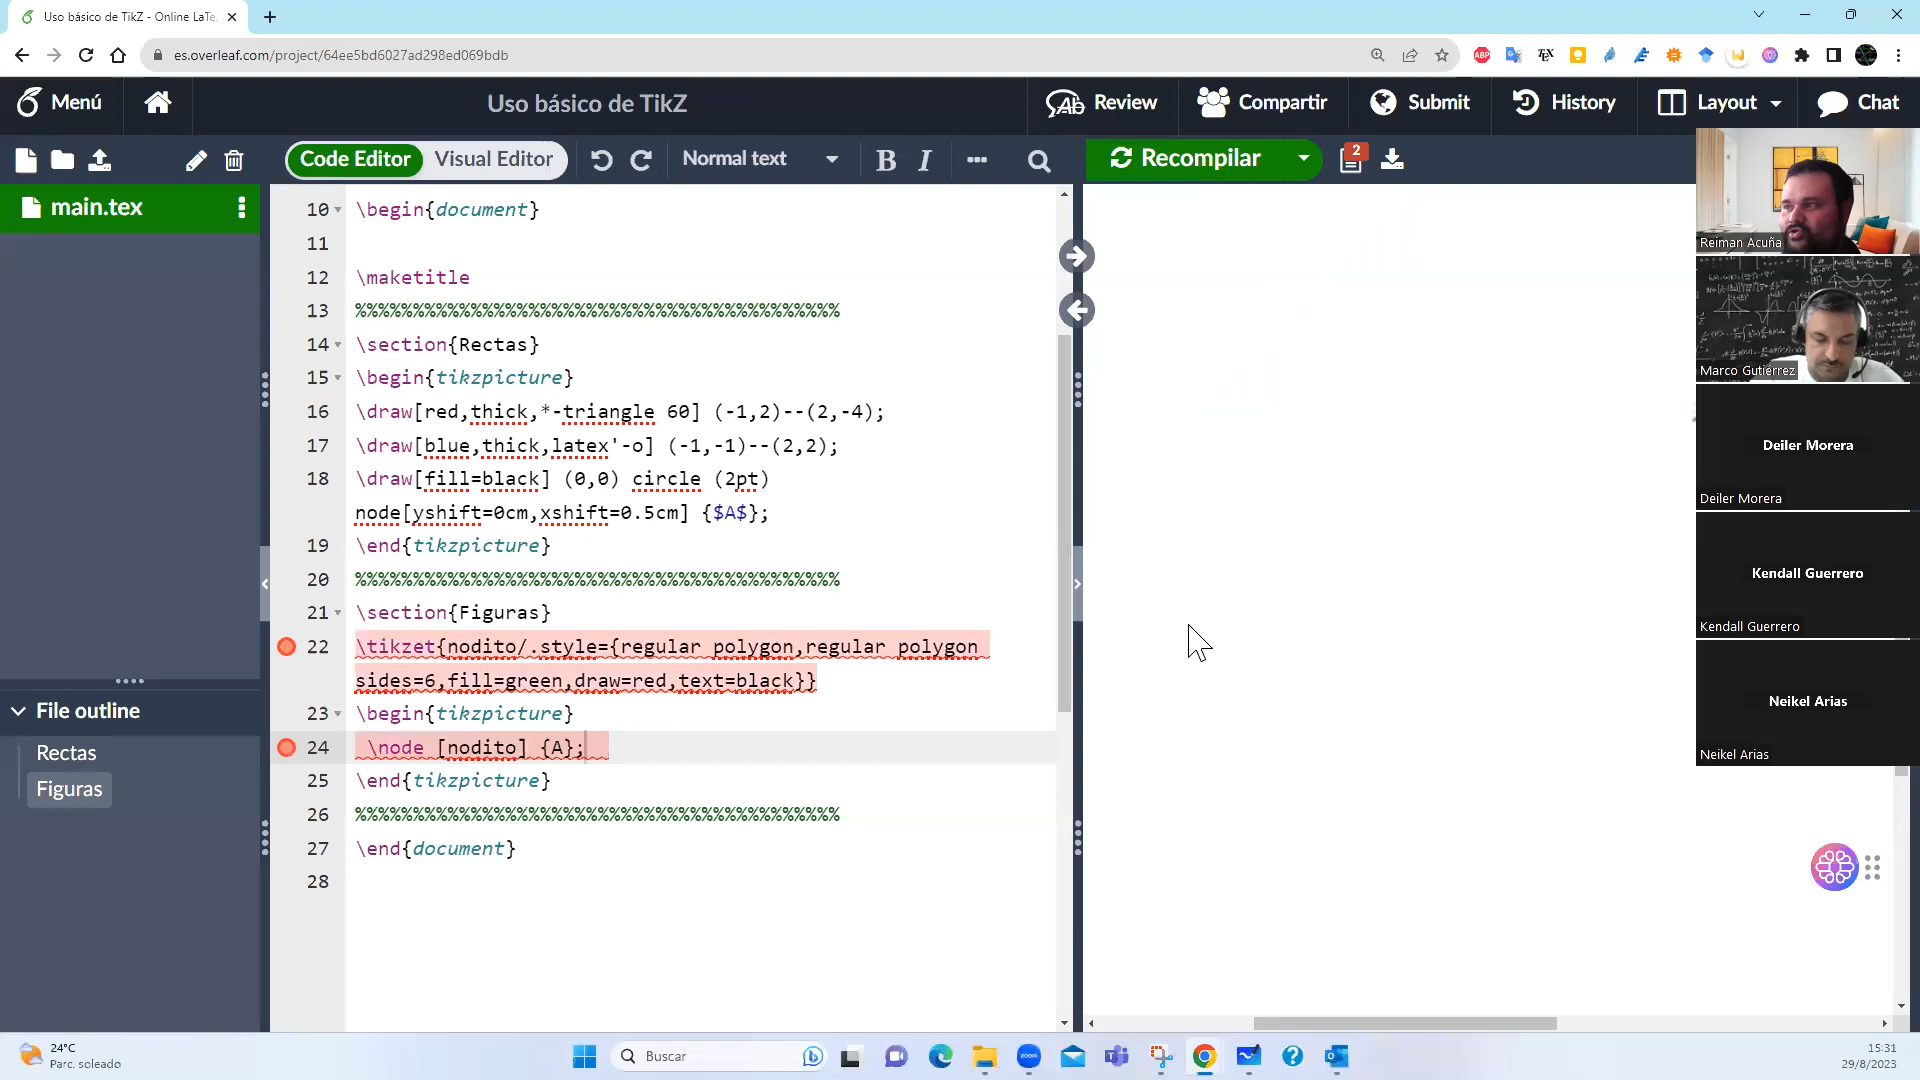 Uso básico de TikZ - Online LaTe
es.overleaf.com/project/64ee5bd6027ad298ed069bdb
ABP
TEX
Menú
Uso básico de TikZ
Review
Compartir
Submit
History
Layout
Chat
Code Editor
Visual Editor
Normal text
B
I
Recompilar
2
main.tex
10 \begin{document}
11
12 \maketitle
13 %%%%%%%%%%%%%%%%%%%%%%%%%%%%%%%%%%%%%%%%%%
14 \section{Rectas}
15 \begin{tikzpicture}
16 \draw[red,thick,*-triangle 60] (-1,2)--(2,-4);
17 \draw[blue,thick,latex'-o] (-1,-1)--(2,2);
18 \draw[fill=black] (0,0) circle (2pt)
node[yshift=0cm,xshift=0.5cm] {$A$};
19 \end{tikzpicture}
20 %%%%%%%%%%%%%%%%%%%%%%%%%%%%%%%%%%%%%%%%%%
21 \section{Figuras}
22 \tikzet{nodito/.style={regular polygon,regular polygon
sides=6,fill=green,draw=red,text=black}}
23 \begin{tikzpicture}
24 \node [nodito] {A};
25 \end{tikzpicture}
26 %%%%%%%%%%%%%%%%%%%%%%%%%%%%%%%%%%%%%%%%%%
27 \end{document}
28
File outline
Rectas
Figuras
Reiman Acuña
Marco Gutiérrez
Deiler Morera
Deiler Morera
Kendall Guerrero
Kendall Guerrero
Neikel Arias
Neikel Arias
24°C
Parc. soleado
Buscar
zoom
15:31
29/8/2023